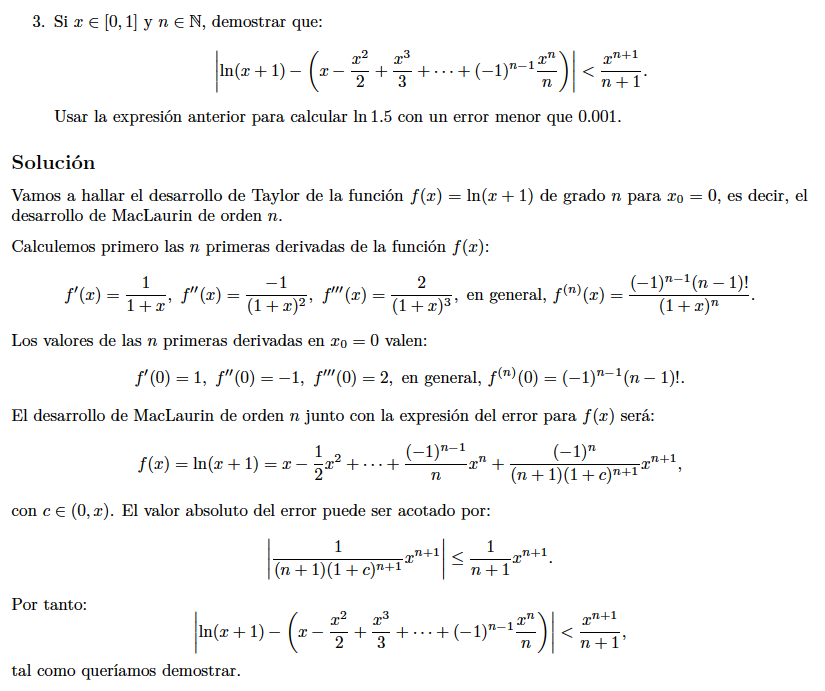 3. Si $x \in [0, 1]$ y $n \in \mathbb{N}$, demostrar que:
$$\left|\ln(x+1) - \left(x - \frac{x^2}{2} + \frac{x^3}{3} + \cdots + (-1)^{n-1}\frac{x^n}{n}\right)\right| < \frac{x^{n+1}}{n+1}.$$
Usar la expresión anterior para calcular $\ln 1.5$ con un error menor que 0.001.
Solución
Vamos a hallar el desarrollo de Taylor de la función $f(x) = \ln(x+1)$ de grado $n$ para $x_0 = 0$, es decir, el
desarrollo de MacLaurin de orden $n$.
Calculemos primero las $n$ primeras derivadas de la función $f(x)$:
$$f'(x) = \frac{1}{1+x},\ f''(x) = \frac{-1}{(1+x)^2},\ f'''(x) = \frac{2}{(1+x)^3},\ \text{en general, } f^{(n)}(x) = \frac{(-1)^{n-1}(n-1)!}{(1+x)^n}.$$
Los valores de las $n$ primeras derivadas en $x_0 = 0$ valen:
$$f'(0) = 1,\ f''(0) = -1,\ f'''(0) = 2,\ \text{en general, } f^{(n)}(0) = (-1)^{n-1}(n-1)!.$$
El desarrollo de MacLaurin de orden $n$ junto con la expresión del error para $f(x)$ será:
$$f(x) = \ln(x+1) = x - \frac{1}{2}x^2 + \cdots + \frac{(-1)^{n-1}}{n}x^n + \frac{(-1)^n}{(n+1)(1+c)^{n+1}}x^{n+1},$$
con $c \in (0, x)$. El valor absoluto del error puede ser acotado por:
$$\left|\frac{1}{(n+1)(1+c)^{n+1}}x^{n+1}\right| \leq \frac{1}{n+1}x^{n+1}.$$
Por tanto:
$$\left|\ln(x+1) - \left(x - \frac{x^2}{2} + \frac{x^3}{3} + \cdots + (-1)^{n-1}\frac{x^n}{n}\right)\right| < \frac{x^{n+1}}{n+1},$$
tal como queríamos demostrar.